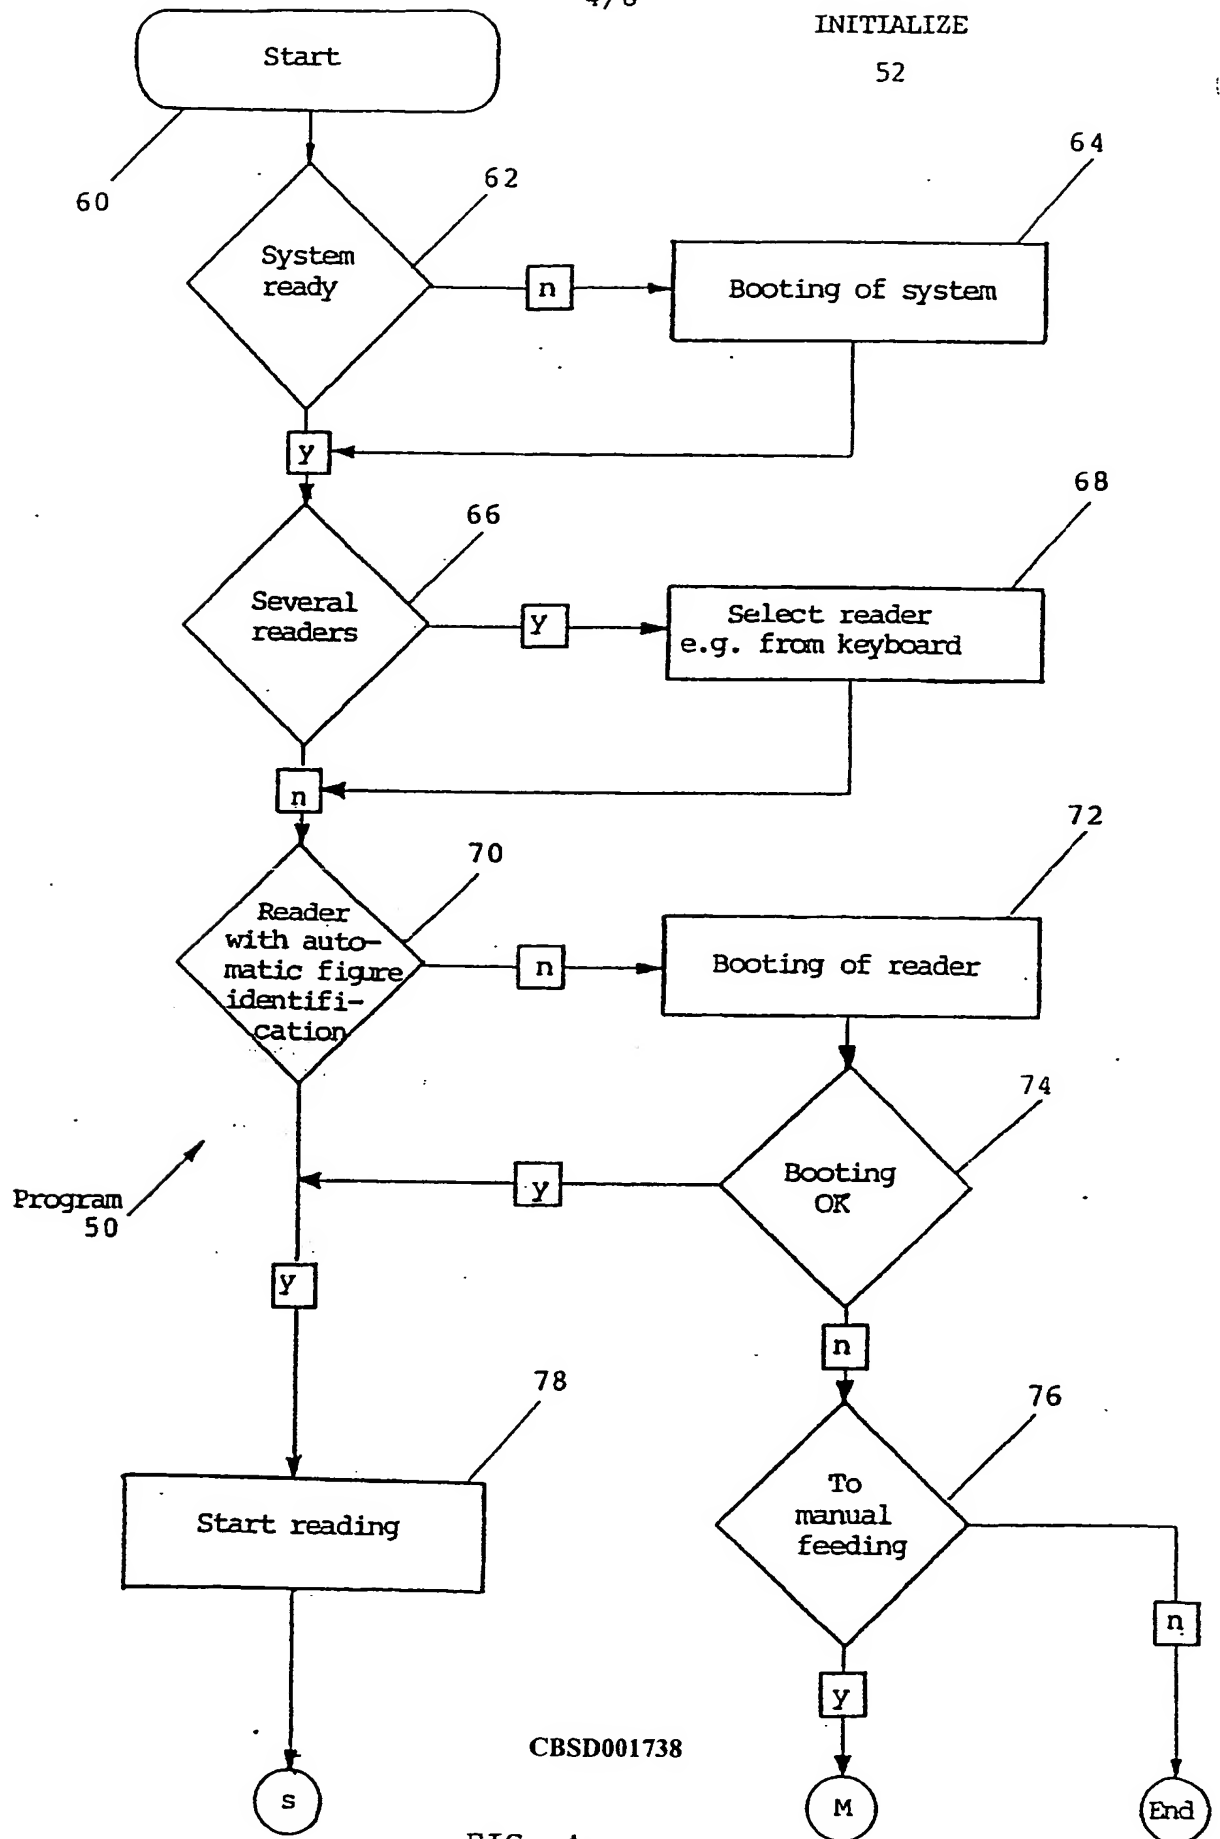 4/8
INITIALIZE
52
Start
60
62
64
System
ready
n
Booting of system
y
66
68
Several
readers
y
Select reader
e.g. from keyboard
n
70
72
Reader
with auto-
matic figure
identifi-
cation
n
Booting of reader
74
Booting
OK
y
Program
50
y
n
78
76
Start reading
To
manual
feeding
n
y
CBSD001738
s
M
End